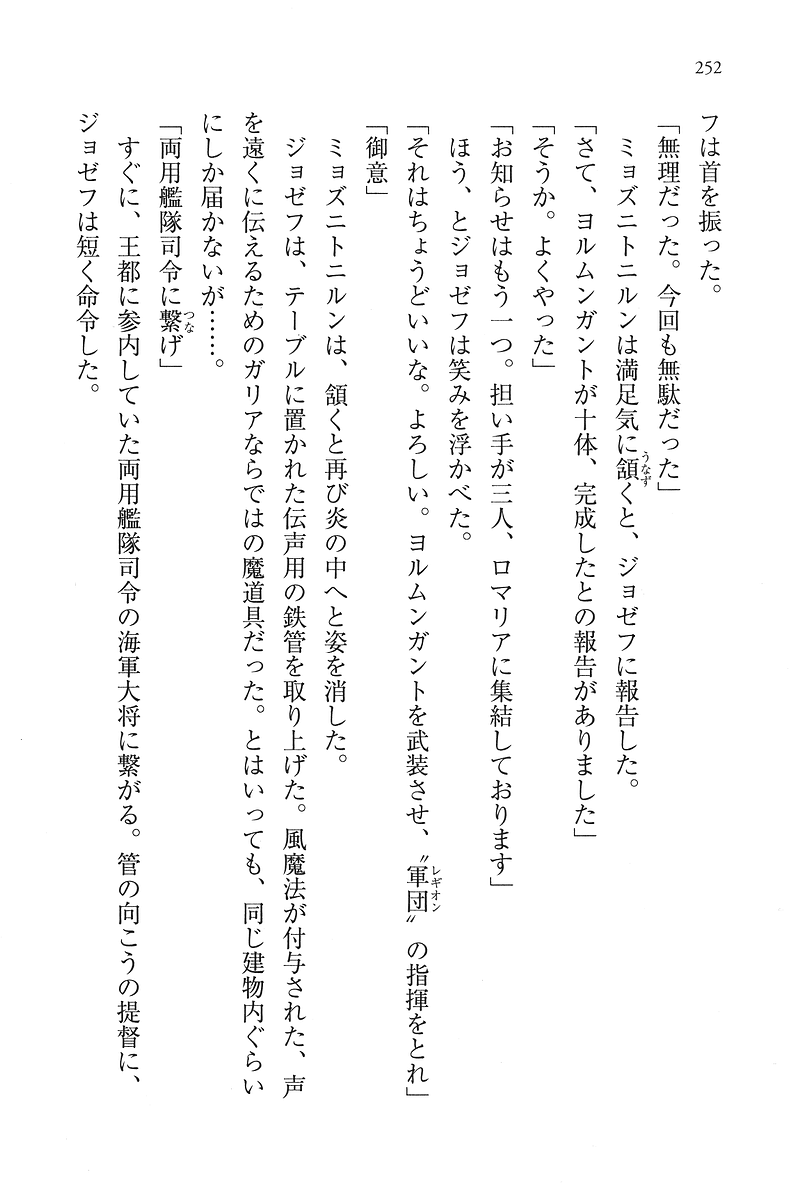 252
フは首を振った。
「無理だった。今回も無駄だった」
ミョズニトニルンは満足気に頷くと、ジョゼフに報告した。
「さて、ヨルムンガントが十体、完成したとの報告がありました」
「そうか。よくやった」
「お知らせはもう一つ。担い手が三人、ロマリアに集結しております」
ほう、とジョゼフは笑みを浮かべた。
「それはちょうどいいな。よろしい。ヨルムンガントを武装させ、〝軍団〟の指揮をとれ」
「御意」
ミョズニトニルンは、頷くと再び炎の中へと姿を消した。
ジョゼフは、テーブルに置かれた伝声用の鉄管を取り上げた。風魔法が付与された、声
を遠くに伝えるためのガリアならではの魔道具だった。とはいっても、同じ建物内ぐらい
にしか届かないが……。
「両用艦隊司令に繋げ」
すぐに、王都に参内していた両用艦隊司令の海軍大将に繋がる。管の向こうの提督に、
ジョゼフは短く命令した。
うなず
レギオン
つな